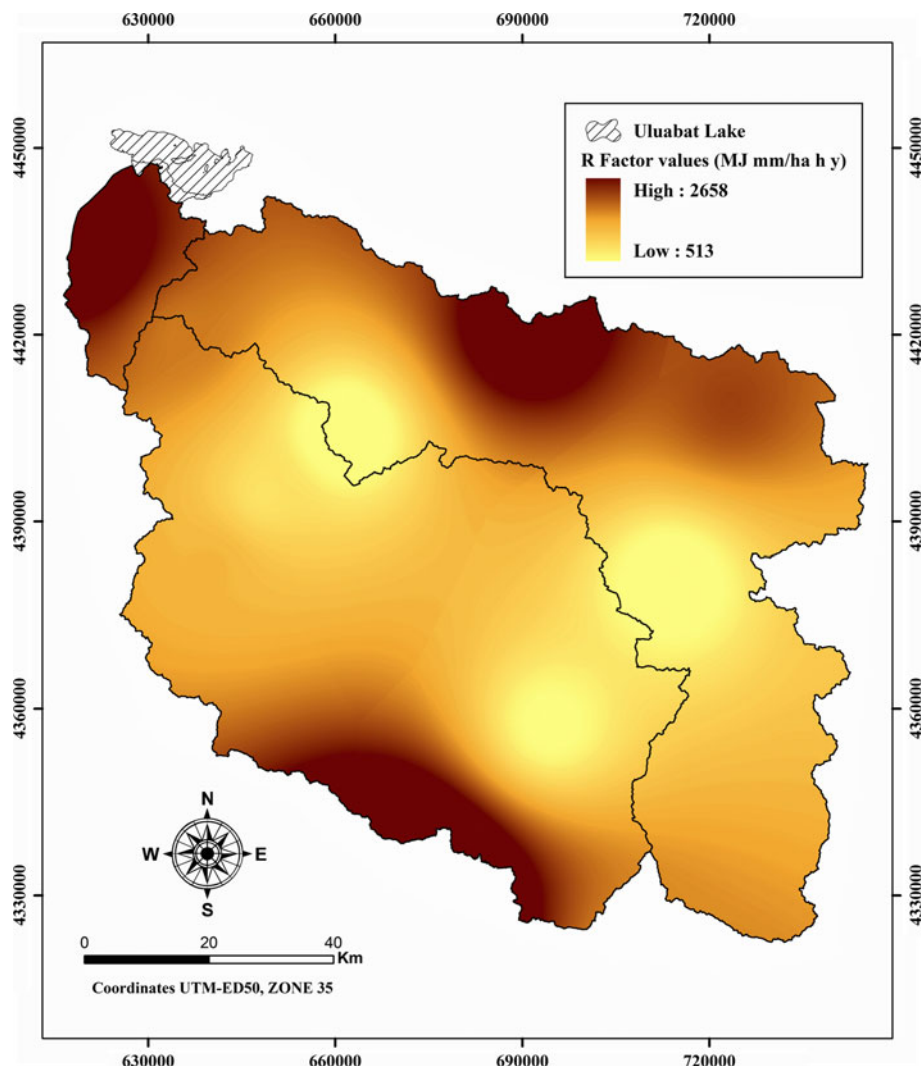 630000 660000 690000 720000
4450000
4420000
4390000
4360000
4330000
Uluabat Lake
R Factor values (MJ mm/ha h y)
High : 2658
Low : 513
4450000
4420000
4390000
4360000
4330000
N
W E
S
0 20 40
Km
Coordinates UTM-ED50, ZONE 35
630000 660000 690000 720000